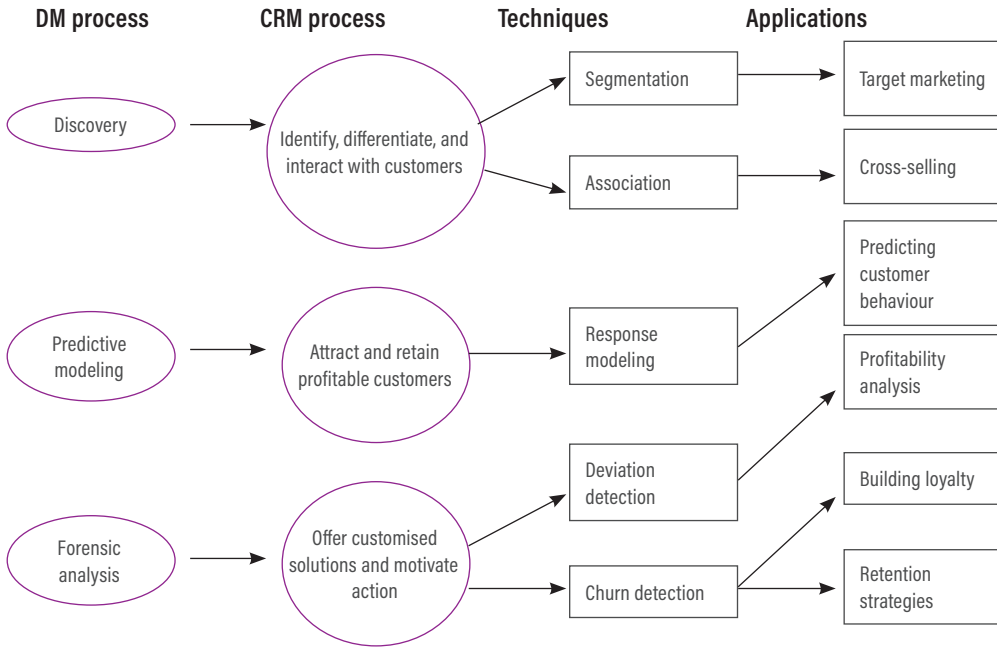 DM process
CRM process
Techniques
Applications
Discovery
Identify, differentiate, and
interact with customers
Segmentation
Target marketing
Association
Cross-selling
Predictive
modeling
Attract and retain
profitable customers
Response
modeling
Predicting
customer
behaviour
Profitability
analysis
Forensic
analysis
Offer customised
solutions and motivate
action
Deviation
detection
Building loyalty
Churn detection
Retention
strategies